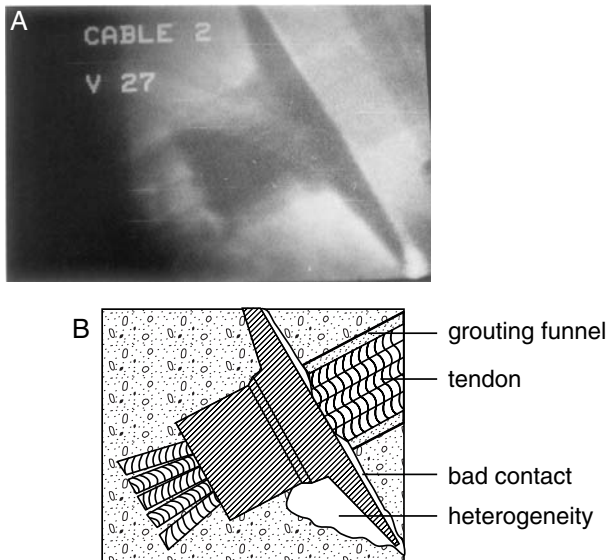 A
CABLE 2
V 27
B
grouting funnel
tendon
bad contact
heterogeneity